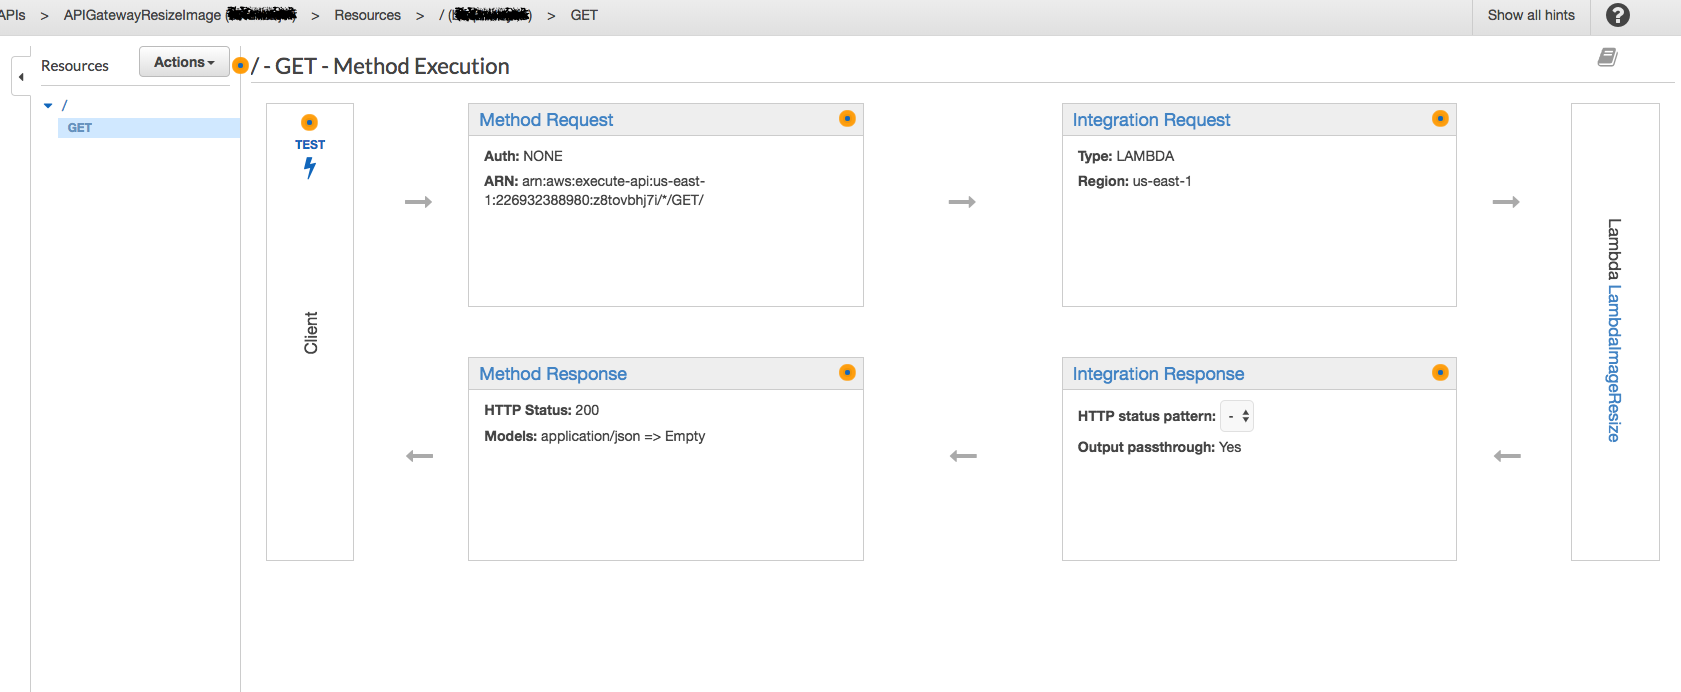 APIs > APIGatewayResizeImage ( ) > Resources > / ( ) > GET
Show all hints ?
Resources
Actions
/ - GET - Method Execution
/
GET
TEST
Client
Method Request
Auth: NONE
ARN: arn:aws:execute-api:us-east-
1:226932388980:z8tovbhj7i/*/GET/
Integration Request
Type: LAMBDA
Region: us-east-1
Lambda LambdaImageResize
Method Response
HTTP Status: 200
Models: application/json => Empty
Integration Response
HTTP status pattern: -
Output passthrough: Yes